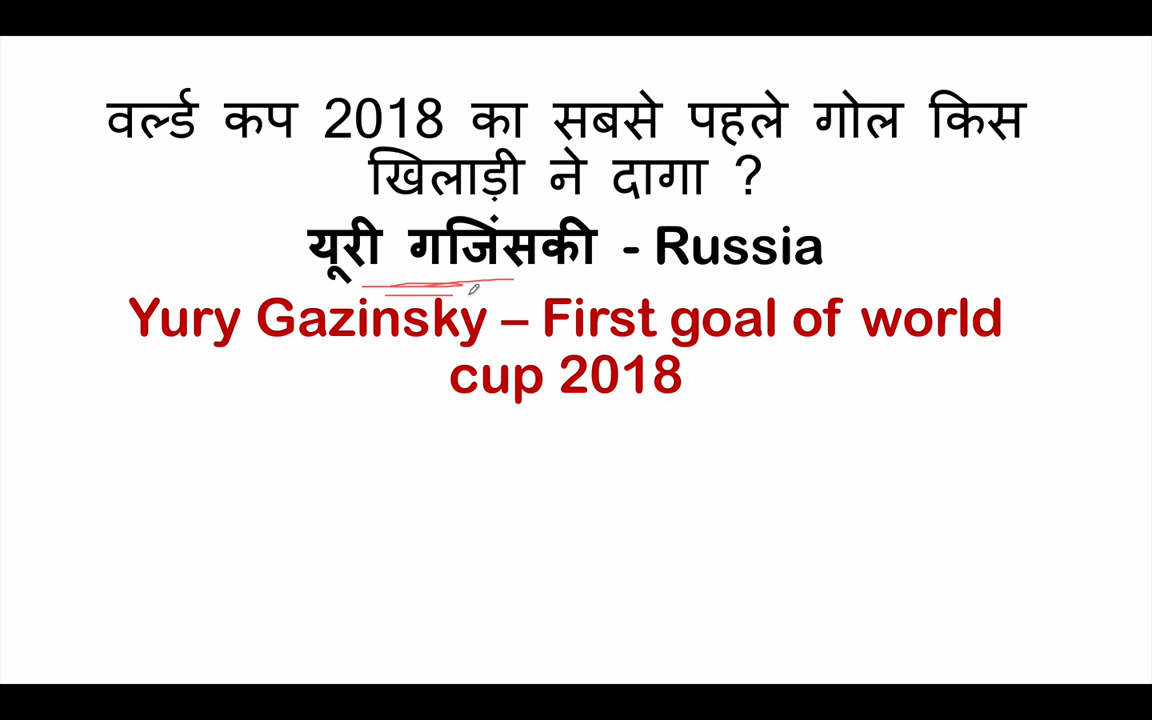 वर्ल्ड कप 2018 का सबसे पहले गोल किस
खिलाड़ी ने दागा ?
यूरी गजिंसकी - Russia
Yury Gazinsky – First goal of world
cup 2018